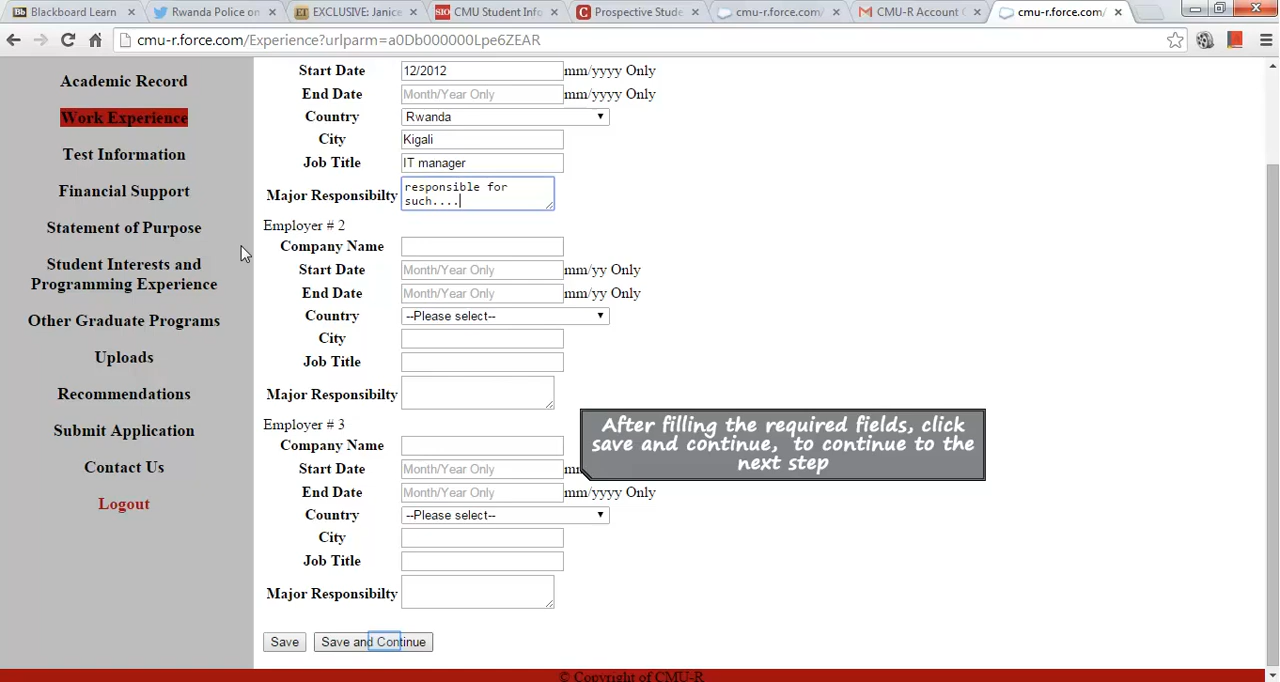 Blackboard Learn
Rwanda Police on
EXCLUSIVE: Janice
CMU Student Info
Prospective Stude
cmu-r.force.com/
CMU-R Account
cmu-r.force.com/
cmu-r.force.com/Experience?urlparm=a0Db000000Lpe6ZEAR
Academic Record
Work Experience
Test Information
Financial Support
Statement of Purpose
Student Interests and
Programming Experience
Other Graduate Programs
Uploads
Recommendations
Submit Application
Contact Us
Logout
Start Date 12/2012 mm/yyyy Only
End Date Month/Year Only mm/yyyy Only
Country Rwanda
City Kigali
Job Title IT manager
Major Responsibilty responsible for
such....
Employer # 2
Company Name
Start Date Month/Year Only mm/yy Only
End Date Month/Year Only mm/yy Only
Country --Please select--
City
Job Title
Major Responsibilty
Employer # 3
Company Name
Start Date Month/Year Only
End Date Month/Year Only mm/yyyy Only
Country --Please select--
City
Job Title
Major Responsibilty
After filling the required fields, click
save and continue, to continue to the
next step
Save Save and Continue
© Copyright of CMU-R